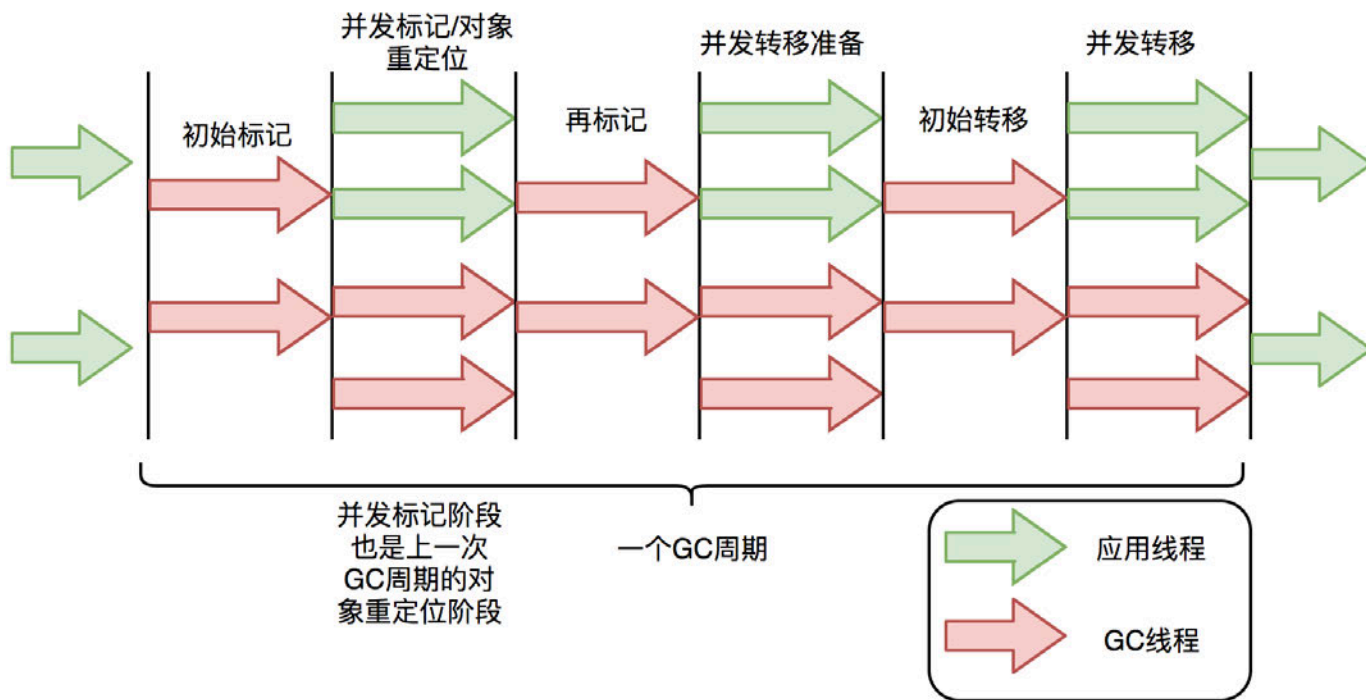 并发标记/对象
重定位
并发转移准备
并发转移
初始标记
再标记
初始转移
并发标记阶段
也是上一次
GC周期的对
象重定位阶段
一个GC周期
应用线程
GC线程